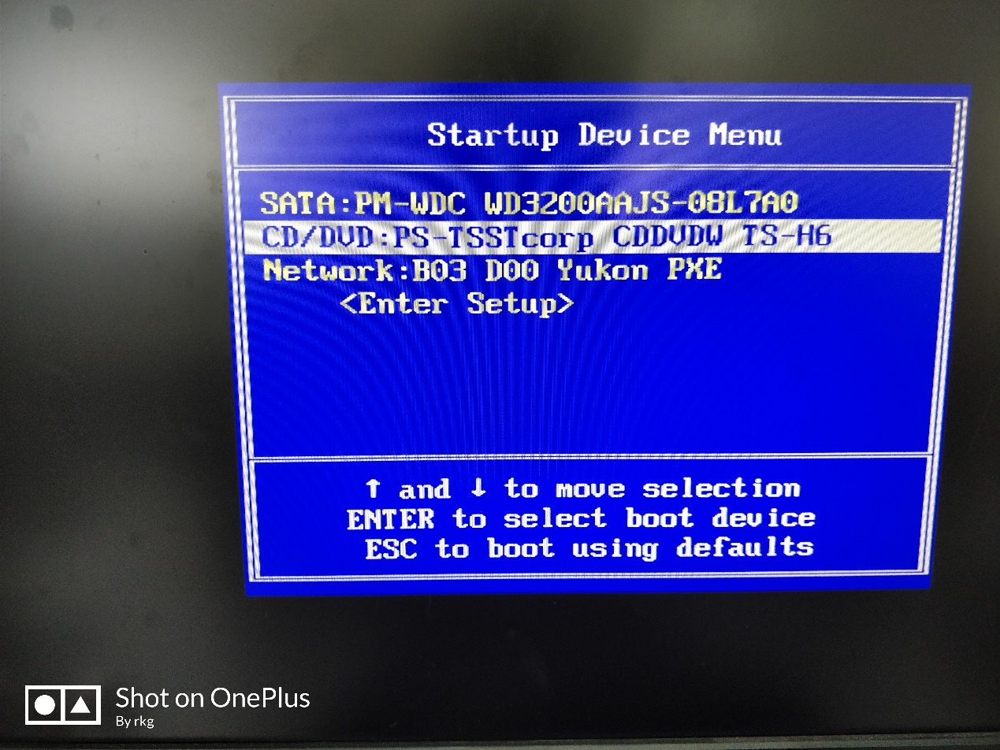 Startup Device Menu
SATA:PM-WDC WD3200AAJS-08L7A0
CD/DVD:PS-TSSTcorp CDDVDW TS-H6
Network:B03 D00 Yukon PXE
<Enter Setup>
↑ and ↓ to move selection
ENTER to select boot device
ESC to boot using defaults
Shot on OnePlus
By rkg